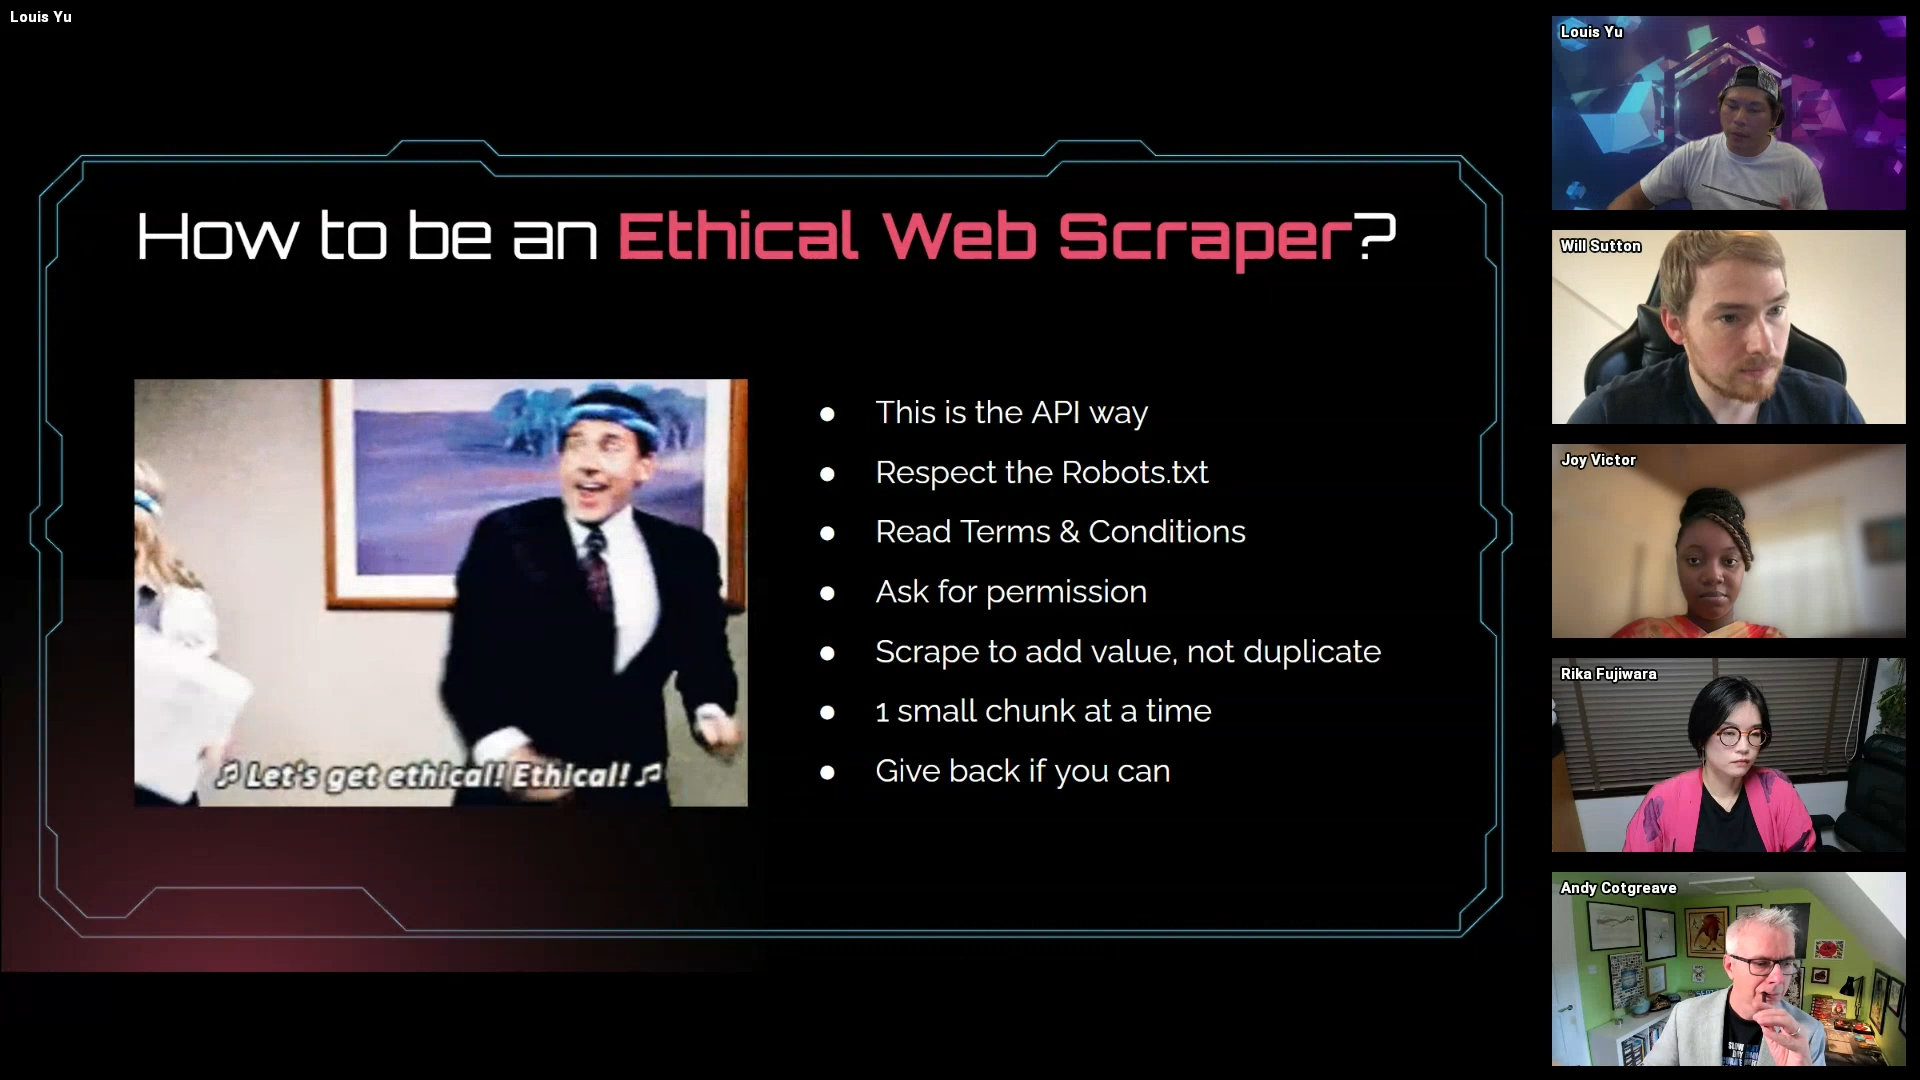 Louis Yu
How to be an Ethical Web Scraper?
♫ Let's get ethical! Ethical! ♫
● This is the API way
● Respect the Robots.txt
● Read Terms & Conditions
● Ask for permission
● Scrape to add value, not duplicate
● 1 small chunk at a time
● Give back if you can
Louis Yu
Will Sutton
Joy Victor
Rika Fujiwara
Andy Cotgreave